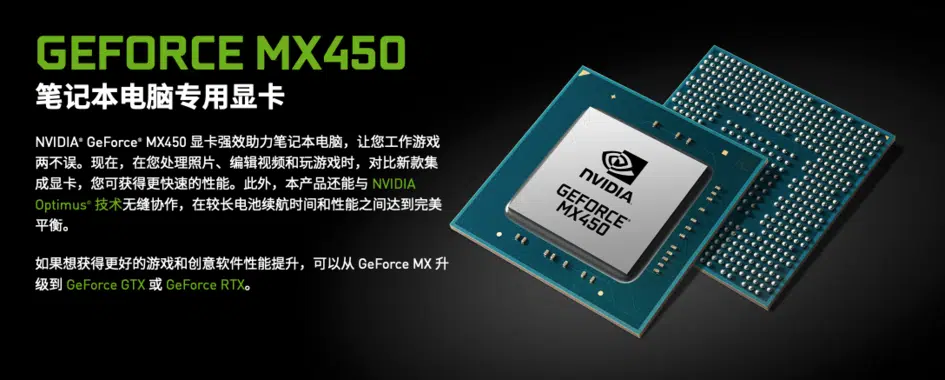 GEFORCE MX450
笔记本电脑专用显卡
NVIDIA® GeForce® MX450 显卡强效助力笔记本电脑，让您工作游戏
两不误。现在，在您处理照片、编辑视频和玩游戏时，对比新款集
成显卡，您可获得更快速的性能。此外，本产品还能与 NVIDIA
Optimus® 技术无缝协作，在较长电池续航时间和性能之间达到完美
平衡。
如果想获得更好的游戏和创意软件性能提升，可以从 GeForce MX 升
级到 GeForce GTX 或 GeForce RTX。
NVIDIA
GEFORCE
MX450